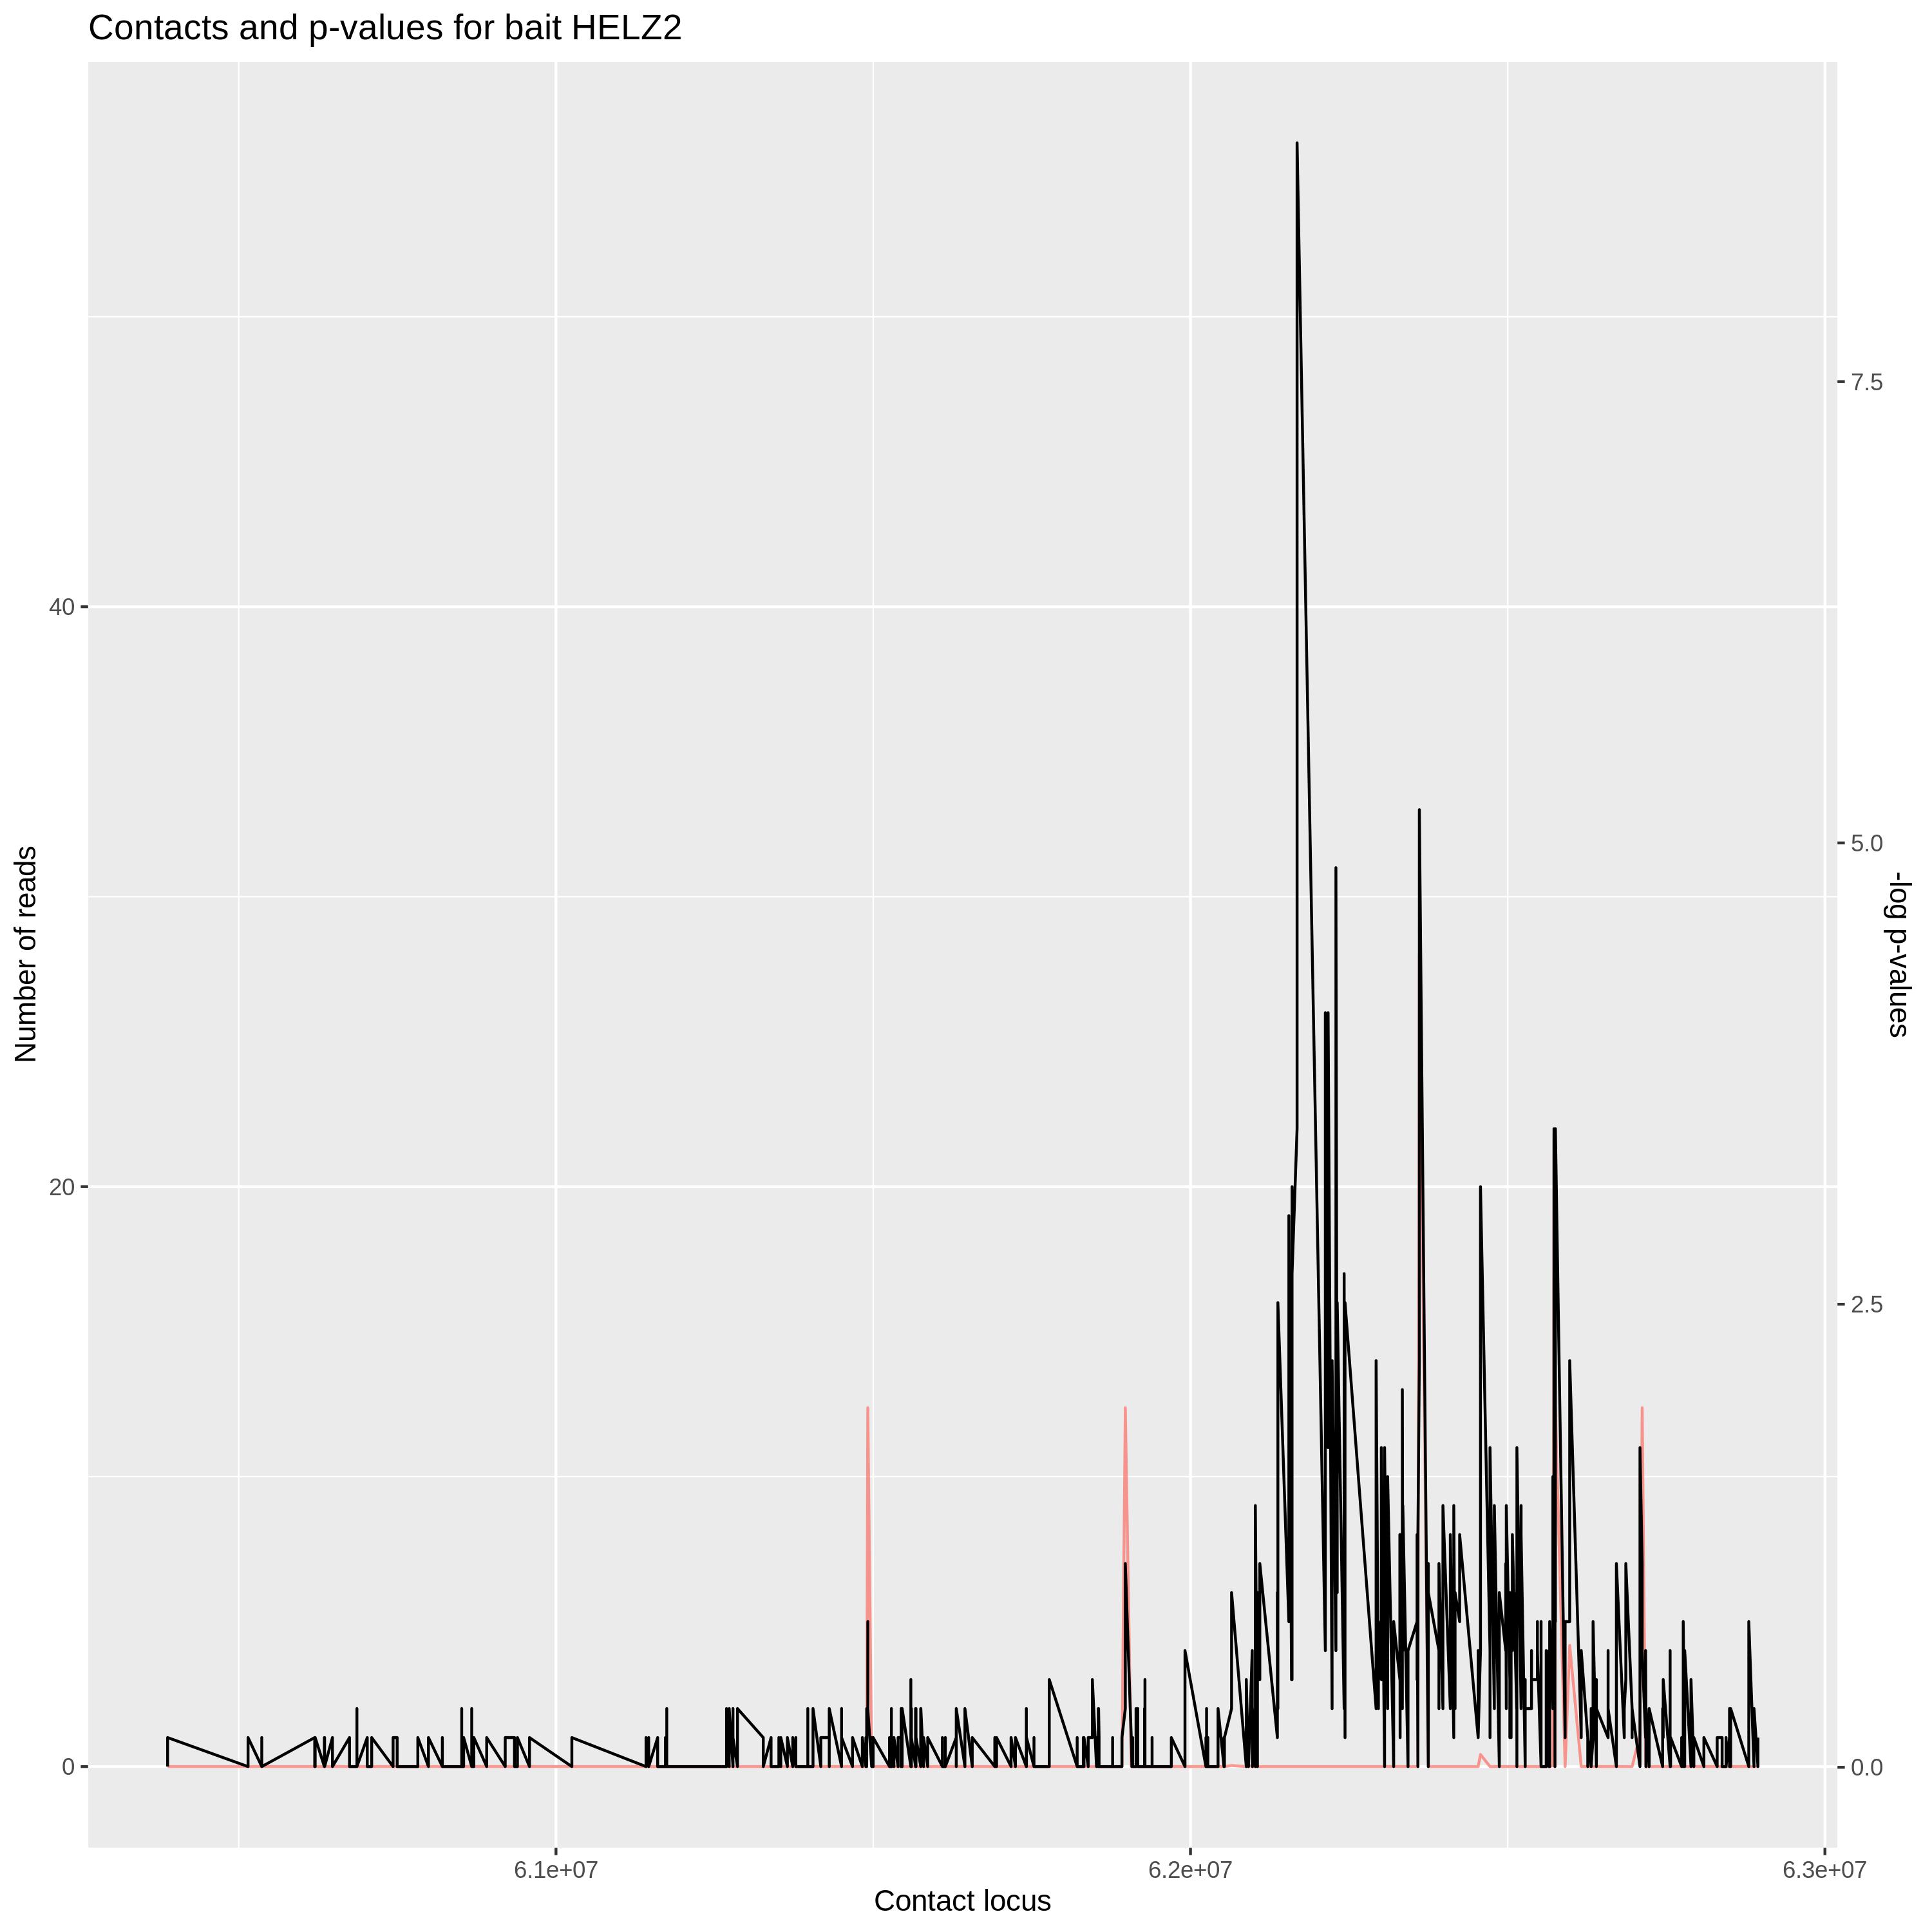 Contacts and p-values for bait HELZ2
Number of reads
40
20
0
7.5
5.0
2.5
0.0
-log p-values
6.1e+07
6.2e+07
6.3e+07
Contact locus